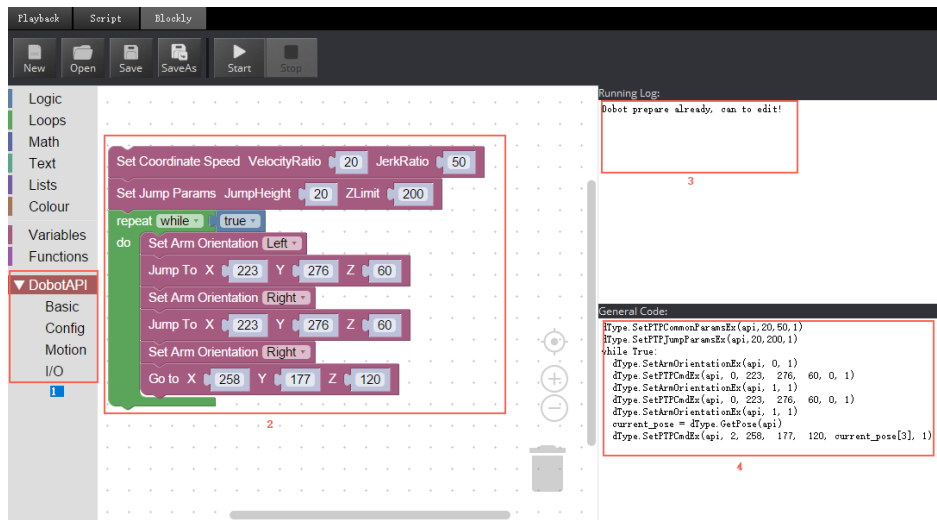 Playback Script Blockly
New Open Save SaveAs Start Stop
Logic
Loops
Math
Text
Lists
Colour
Variables
Functions
DobotAPI
Basic
Config
Motion
I/O
1
Set Coordinate Speed VelocityRatio 20 JerkRatio 50
Set Jump Params JumpHeight 20 ZLimit 200
repeat while true
do Set Arm Orientation Left
Jump To X 223 Y 276 Z 60
Set Arm Orientation Right
Jump To X 223 Y 276 Z 60
Set Arm Orientation Right
Go to X 258 Y 177 Z 120
2
Running Log:
Dobot prepare already, can to edit!
3
General Code:
dType.SetPTPCommonParamsEx(api,20,50,1)
dType.SetPTPJumpParamsEx(api,20,200,1)
while True:
dType.SetArmOrientationEx(api, 0, 1)
dType.SetPTPCmdEx(api, 0, 223, 276, 60, 0, 1)
dType.SetArmOrientationEx(api, 1, 1)
dType.SetPTPCmdEx(api, 0, 223, 276, 60, 0, 1)
dType.SetArmOrientationEx(api, 1, 1)
current_pose = dType.GetPose(api)
dType.SetPTPCmdEx(api, 2, 258, 177, 120, current_pose[3], 1)
4